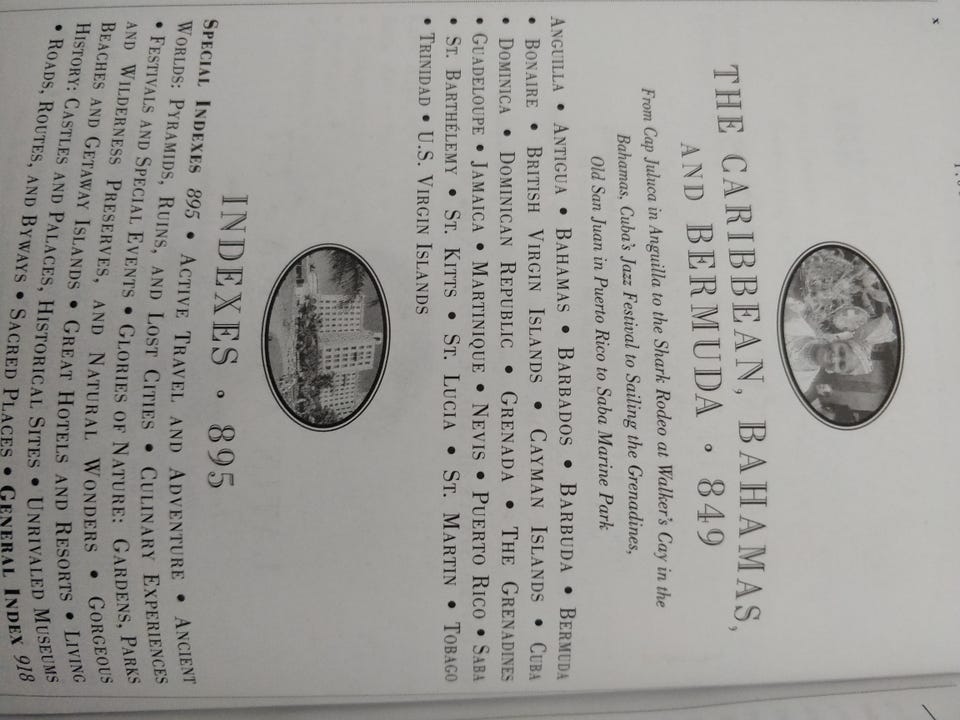 x
THE CARIBBEAN, BAHAMAS,
AND BERMUDA • 849
From Cap Juluca in Anguilla to the Shark Rodeo at Walker's Cay in the
Bahamas, Cuba's Jazz Festival to Sailing the Grenadines,
Old San Juan in Puerto Rico to Saba Marine Park
ANGUILLA • ANTIGUA • BAHAMAS • BARBADOS • BARBUDA • BERMUDA
• BONAIRE • BRITISH VIRGIN ISLANDS • CAYMAN ISLANDS • CUBA
• DOMINICA • DOMINICAN REPUBLIC • GRENADA • THE GRENADINES
• GUADELOUPE • JAMAICA • MARTINIQUE • NEVIS • PUERTO RICO • SABA
• ST. BARTHÉLEMY • ST. KITTS • ST. LUCIA • ST. MARTIN • TOBAGO
• TRINIDAD • U.S. VIRGIN ISLANDS
INDEXES • 895
SPECIAL INDEXES 895 • ACTIVE TRAVEL AND ADVENTURE • ANCIENT
WORLDS: PYRAMIDS, RUINS, AND LOST CITIES • CULINARY EXPERIENCES
• FESTIVALS AND SPECIAL EVENTS • GLORIES OF NATURE: GARDENS, PARKS
AND WILDERNESS PRESERVES, AND NATURAL WONDERS • GORGEOUS
BEACHES AND GETAWAY ISLANDS • GREAT HOTELS AND RESORTS • LIVING
HISTORY: CASTLES AND PALACES, HISTORICAL SITES • UNRIVALED MUSEUMS
• ROADS, ROUTES, AND BYWAYS • SACRED PLACES • GENERAL INDEX 918